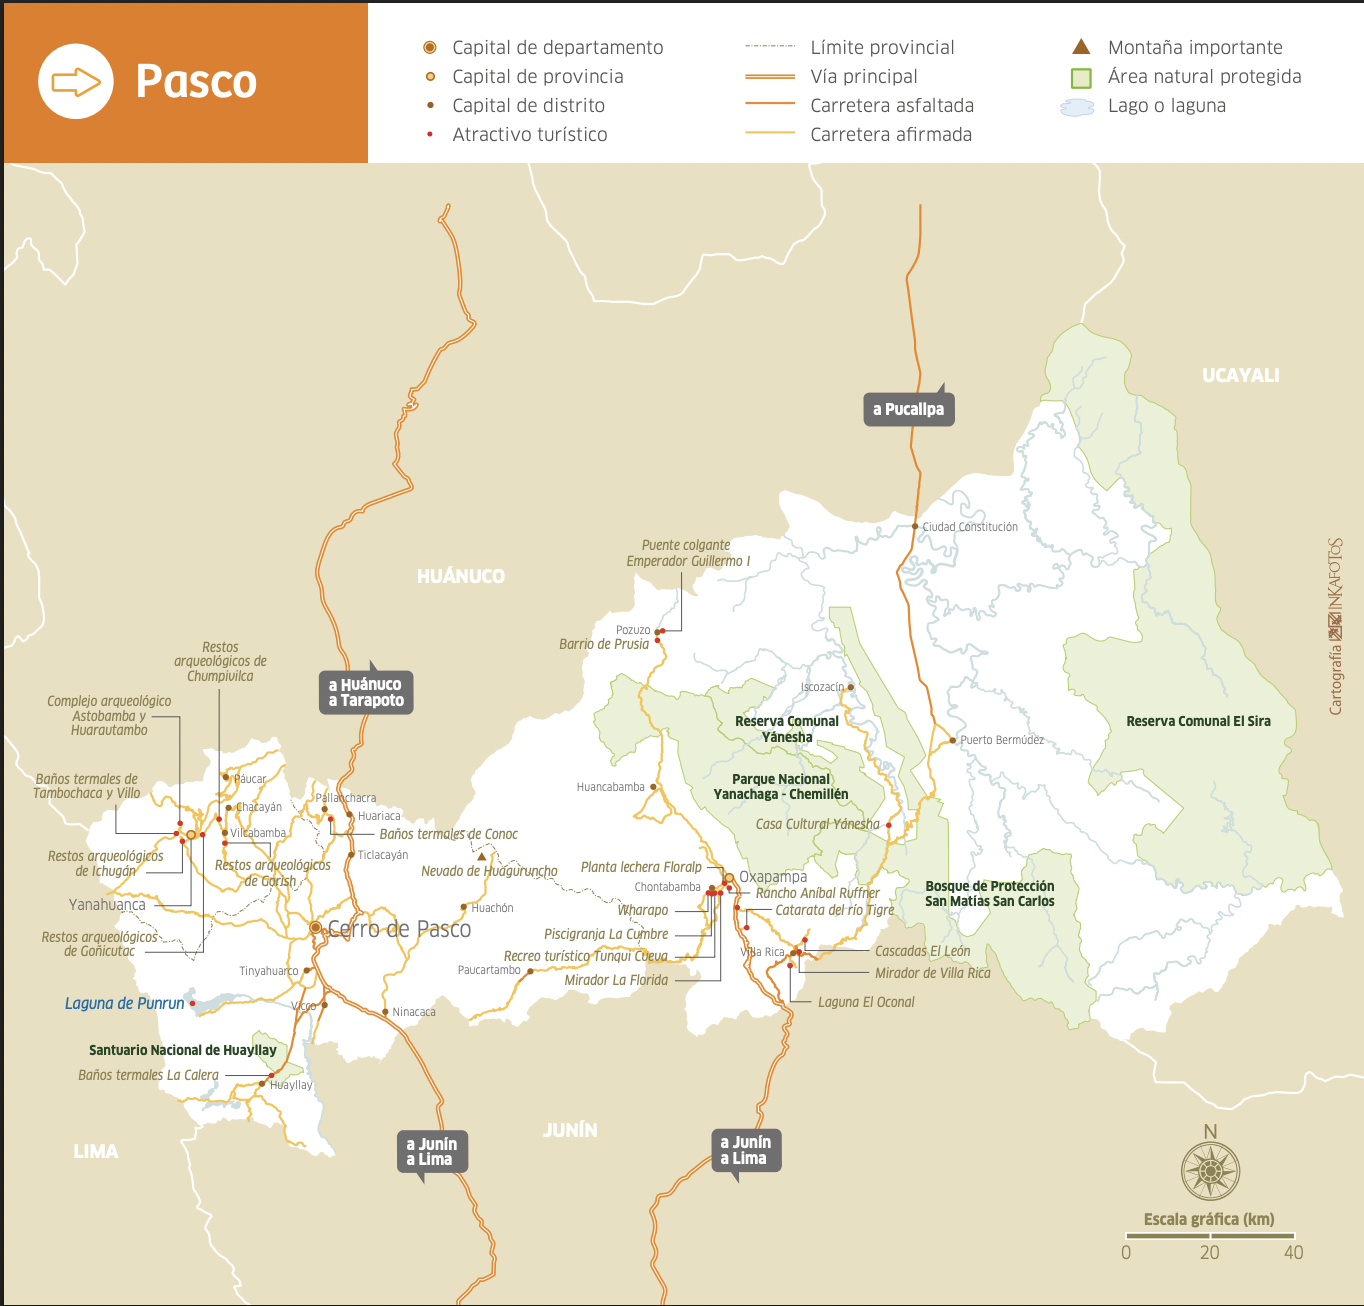 Pasco
Capital de departamento
Capital de provincia
Capital de distrito
Atractivo turístico
Límite provincial
Vía principal
Carretera asfaltada
Carretera afirmada
Montaña importante
Área natural protegida
Lago o laguna
UCAYALI
a Pucallpa
Ciudad Constitución
HUÁNUCO
Puente colgante
Emperador Guillermo I
Pozuzo
Barrio de Prusia
Restos
arqueológicos de
Chumpivilca
a Huánuco
a Tarapoto
Complejo arqueológico
Astobamba y
Huarautambo
Iscozacín
Reserva Comunal
Yánesha
Reserva Comunal El Sira
Puerto Bermúdez
Baños termales de
Tambochaca y Villo
Páucar
Parque Nacional
Yanachaga - Chemillén
Huancabamba
Chacayán
Pallanchacra
Huariaca
Vilcabamba
Baños termales de Conoc
Casa Cultural Yánesha
Restos arqueológicos
de Ichugán
Ticlacayán
Restos arqueológicos
de Gorish
Nevado de Huaguruncho
Planta lechera Floralp
Oxapampa
Chontabamba
Rancho Aníbal Ruffner
Bosque de Protección
San Matías San Carlos
Yanahuanca
Huachón
Wharapo
Catarata del río Tigre
Cerro de Pasco
Piscigranja La Cumbre
Restos arqueológicos
de Goñicutac
Recreo turístico Tunqui Cueva
Villa Rica
Cascadas El León
Tinyahuarco
Paucartambo
Mirador La Florida
Mirador de Villa Rica
Laguna de Punrun
Vicco
Ninacaca
Laguna El Oconal
Santuario Nacional de Huayllay
Baños termales La Calera
Huayllay
LIMA
JUNÍN
a Junín
a Lima
a Junín
a Lima
Cartografía INKAFOTOS
N
Escala gráfica (km)
0 20 40